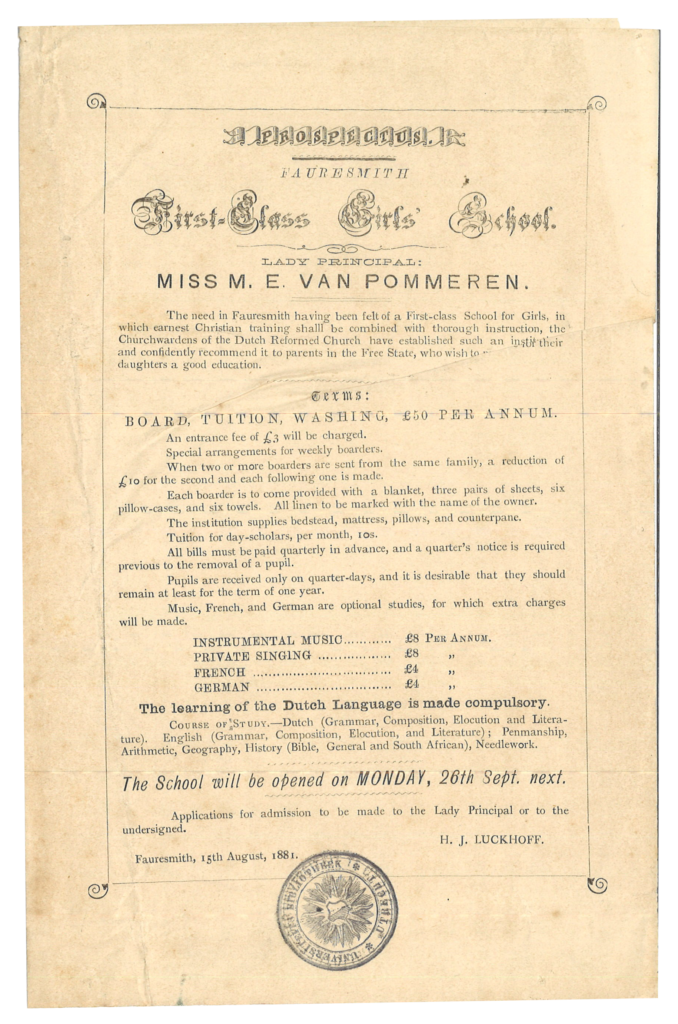 PROSPECTUS.
FAURESMITH
First-Class Girls' School.
LADY PRINCIPAL:
MISS M. E. VAN POMMEREN.
The need in Fauresmith having been felt of a First-class School for Girls, in
which earnest Christian training shalll be combined with thorough instruction, the
Churchwardens of the Dutch Reformed Church have established such an instit their
and confidently recommend it to parents in the Free State, who wish to
daughters a good education.
Terms:
BOARD, TUITION, WASHING, £50 PER ANNUM.
An entrance fee of £3 will be charged.
Special arrangements for weekly boarders.
When two or more boarders are sent from the same family, a reduction of
£10 for the second and each following one is made.
Each boarder is to come provided with a blanket, three pairs of sheets, six
pillow-cases, and six towels. All linen to be marked with the name of the owner.
The institution supplies bedstead, mattress, pillows, and counterpane.
Tuition for day-scholars, per month, 10s.
All bills must be paid quarterly in advance, and a quarter's notice is required
previous to the removal of a pupil.
Pupils are received only on quarter-days, and it is desirable that they should
remain at least for the term of one year.
Music, French, and German are optional studies, for which extra charges
will be made.
INSTRUMENTAL MUSIC............ £8 PER ANNUM.
PRIVATE SINGING .................. £8 „
FRENCH .................................. £4 „
GERMAN ................................. £4 „
The learning of the Dutch Language is made compulsory.
COURSE OF STUDY.—Dutch (Grammar, Composition, Elocution and Litera-
ture). English (Grammar, Composition, Elocution, and Literature); Penmanship,
Arithmetic, Geography, History (Bible, General and South African), Needlework.
The School will be opened on MONDAY, 26th Sept. next.
Applications for admission to be made to the Lady Principal or to the
undersigned.
H. J. LUCKHOFF.
Fauresmith, 15th August, 1881.